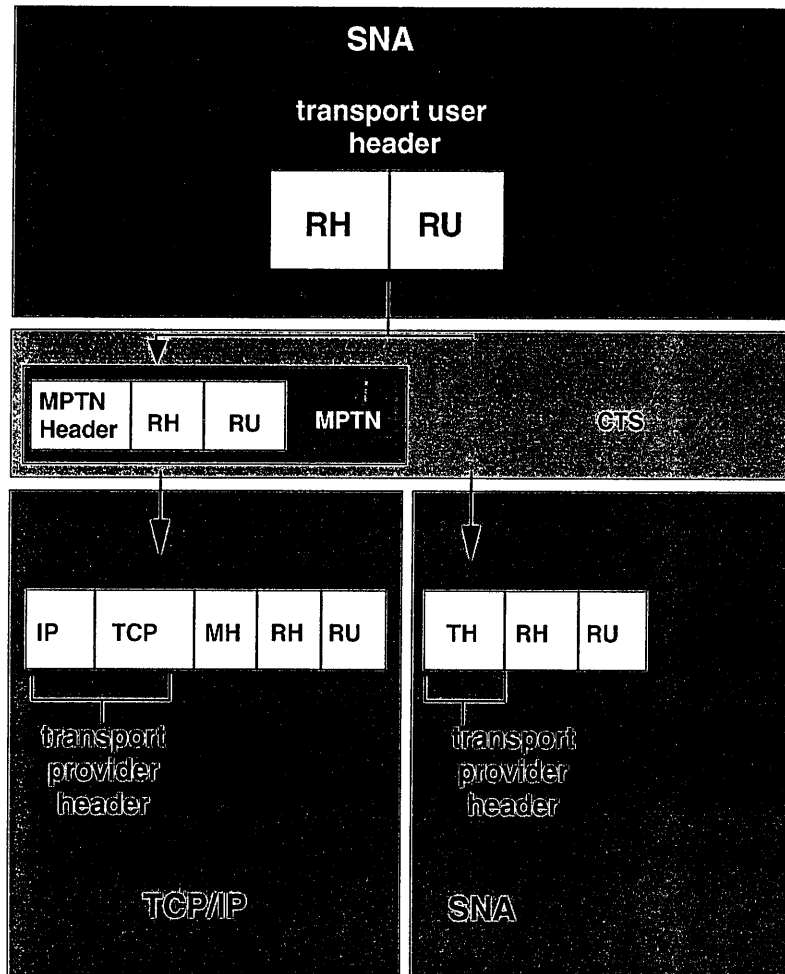 SNA
transport user
header
RH RU
MPTN
Header RH RU MPTN
CTS
IP TCP MH RH RU
transport
provider
header
TCP/IP
TH RH RU
transport
provider
header
SNA